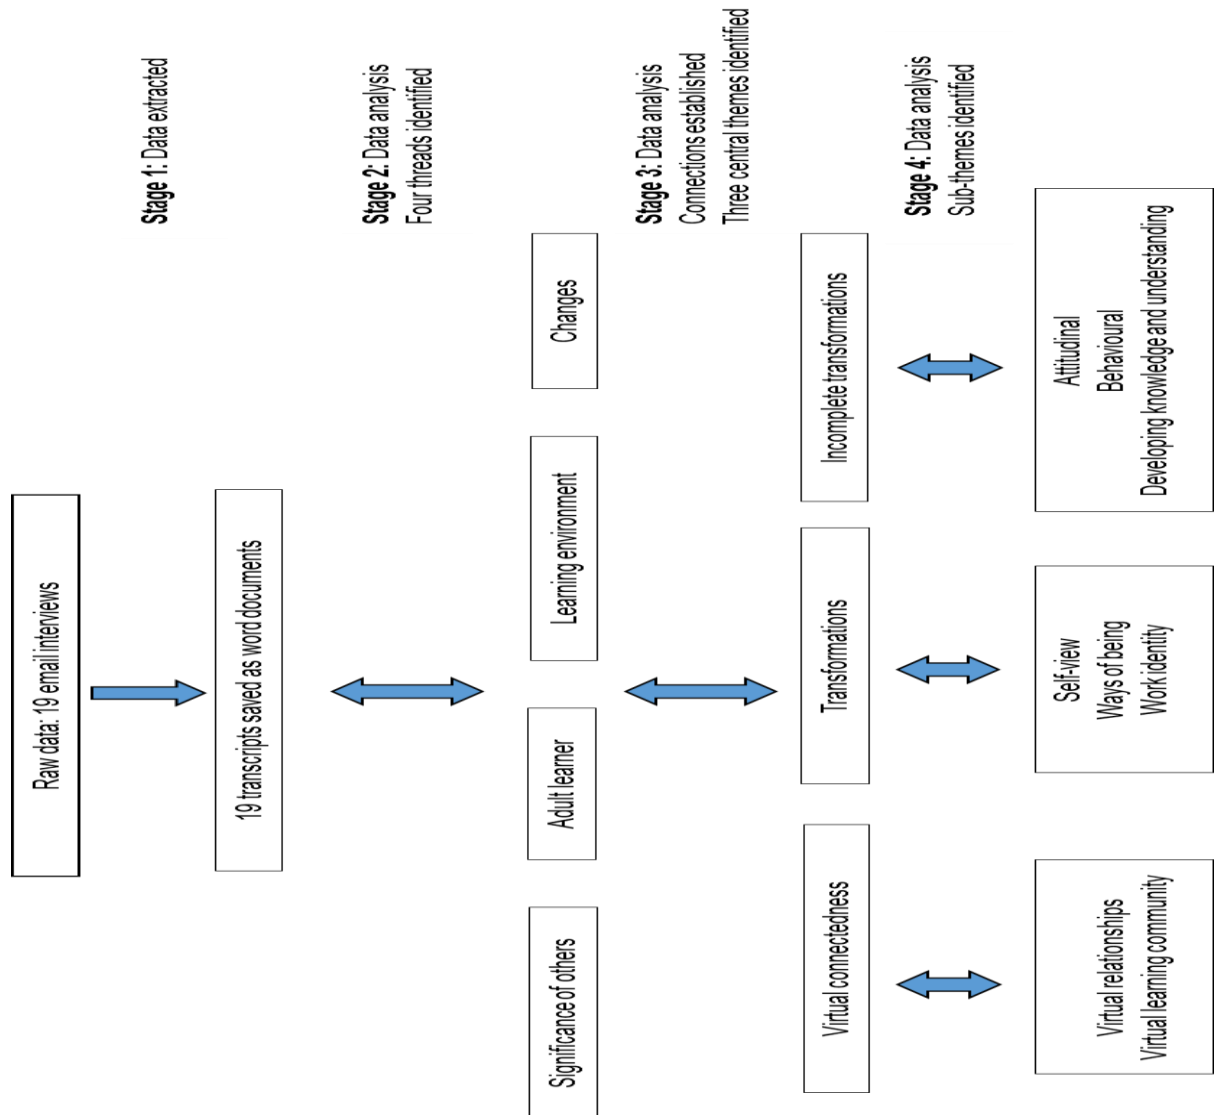 Raw data: 19 email interviews
Stage 1: Data extracted
19 transcripts saved as word documents
Stage 2: Data analysis
Four threads identified
Significance of others
Adult learner
Learning environment
Changes
Stage 3: Data analysis
Connections established
Three central themes identified
Virtual connectedness
Transformations
Incomplete transformations
Stage 4: Data analysis
Sub-themes identified
Virtual relationships
Virtual learning community
Self-view
Ways of being
Work identity
Attitudinal
Behavioural
Developing knowledge and understanding